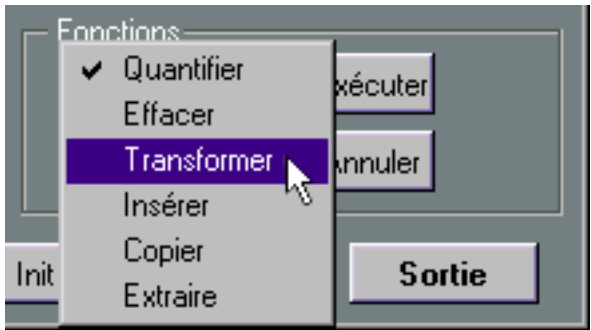 Fonctions
✔ Quantifier
Effacer
Transformer
Insérer
Copier
Extraire
xécuter
nnuler
Init
Sortie